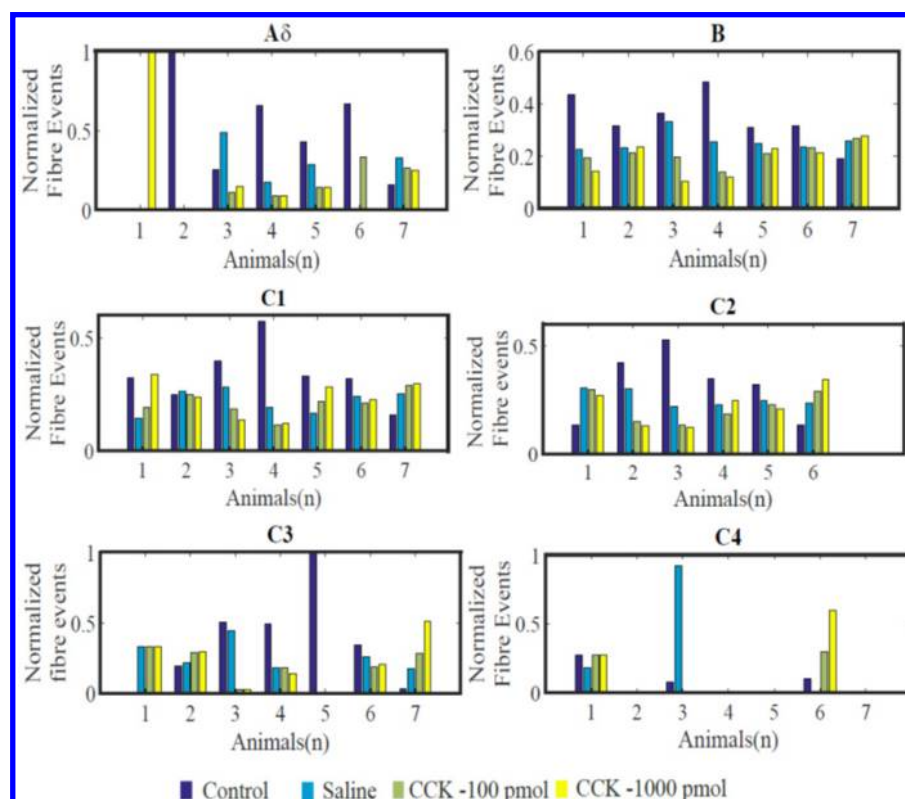 Aδ
Normalized
Fibre Events
1
0.5
0
1 2 3 4 5 6 7
Animals(n)
B
Normalized
Fibre Events
0.6
0.4
0.2
0
1 2 3 4 5 6 7
Animals(n)
C1
Normalized
Fibre Events
0.5
0
1 2 3 4 5 6 7
Animals(n)
C2
Normalized
Fibre events
0.5
0
1 2 3 4 5 6
Animals(n)
C3
Normalized
fibre events
1
0.5
0
1 2 3 4 5 6 7
Animals(n)
C4
Normalized
Fibre Events
1
0.5
0
1 2 3 4 5 6 7
Animals(n)
Control Saline CCK -100 pmol CCK -1000 pmol